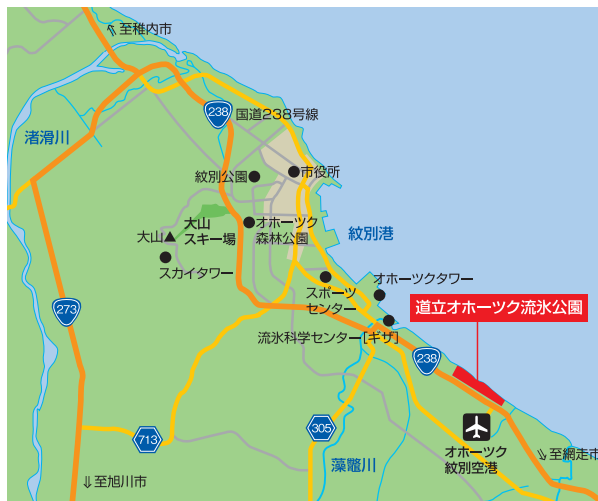 ↖至稚内市
238
国道238号線
渚滑川
市役所
紋別公園
大山
スキー場
オホーツク
森林公園
大山▲
紋別港
スカイタワー
オホーツクタワー
スポーツ
センター
道立オホーツク流氷公園
273
流氷科学センター[ギザ]
238
305
713
藻鼈川
オホーツク
紋別空港
↘至網走市
⇩至旭川市